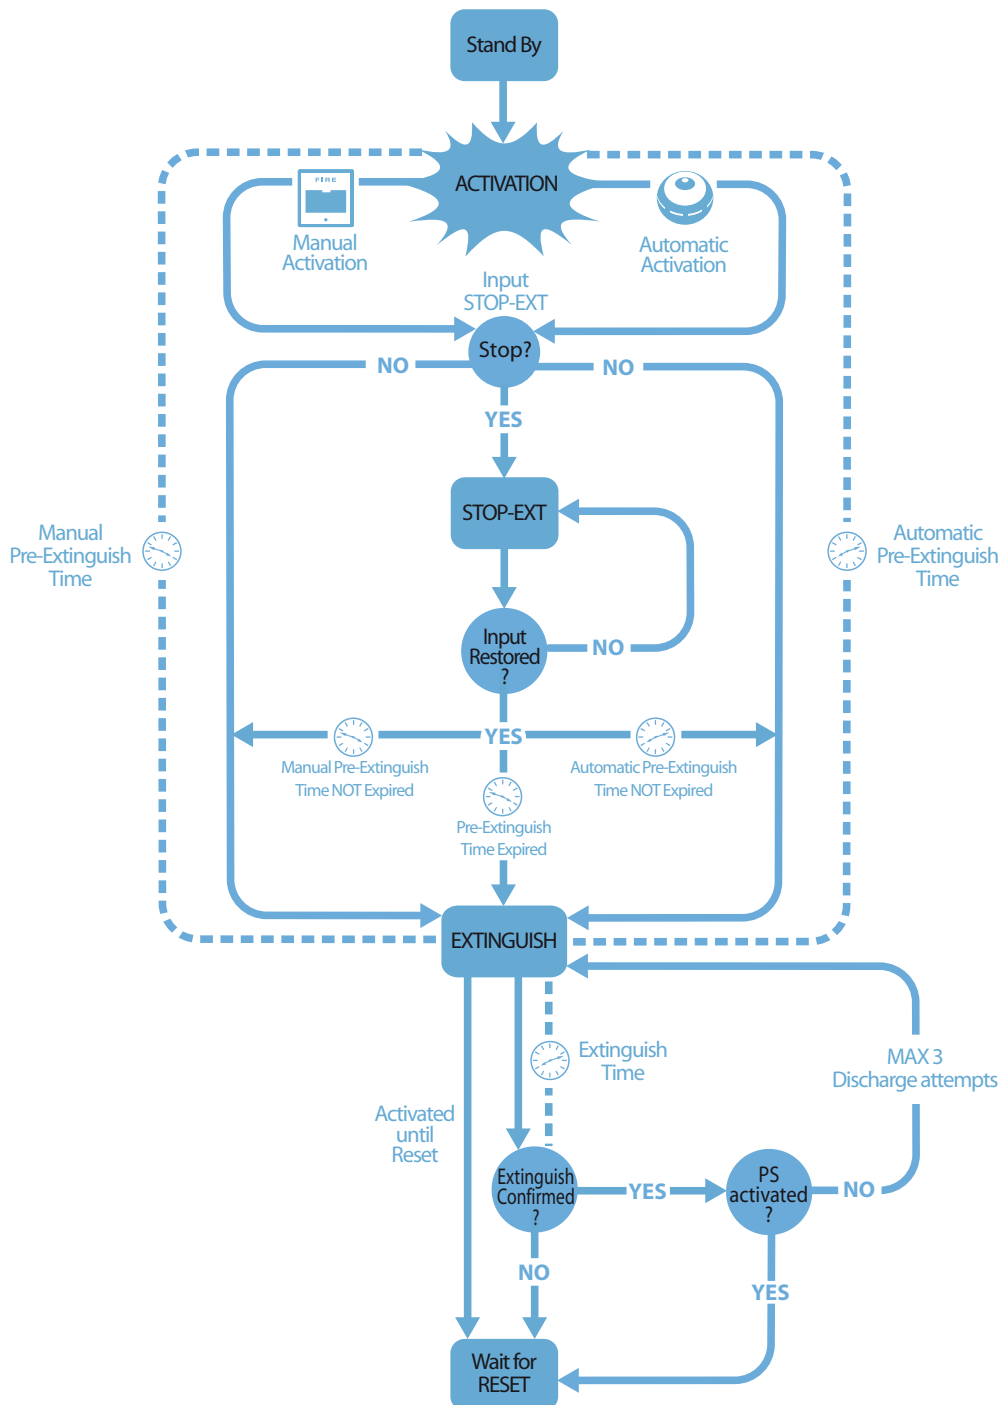 Stand By
ACTIVATION
FIRE
Manual
Activation
Automatic
Activation
Input
STOP-EXT
Stop?
NO
NO
YES
STOP-EXT
Manual
Pre-Extinguish
Time
Automatic
Pre-Extinguish
Time
Input
Restored
?
NO
YES
Manual Pre-Extinguish
Time NOT Expired
Automatic Pre-Extinguish
Time NOT Expired
Pre-Extinguish
Time Expired
EXTINGUISH
Extinguish
Time
MAX 3
Discharge attempts
Activated
until
Reset
Extinguish
Confirmed
?
YES
PS
activated
?
NO
NO
YES
Wait for
RESET